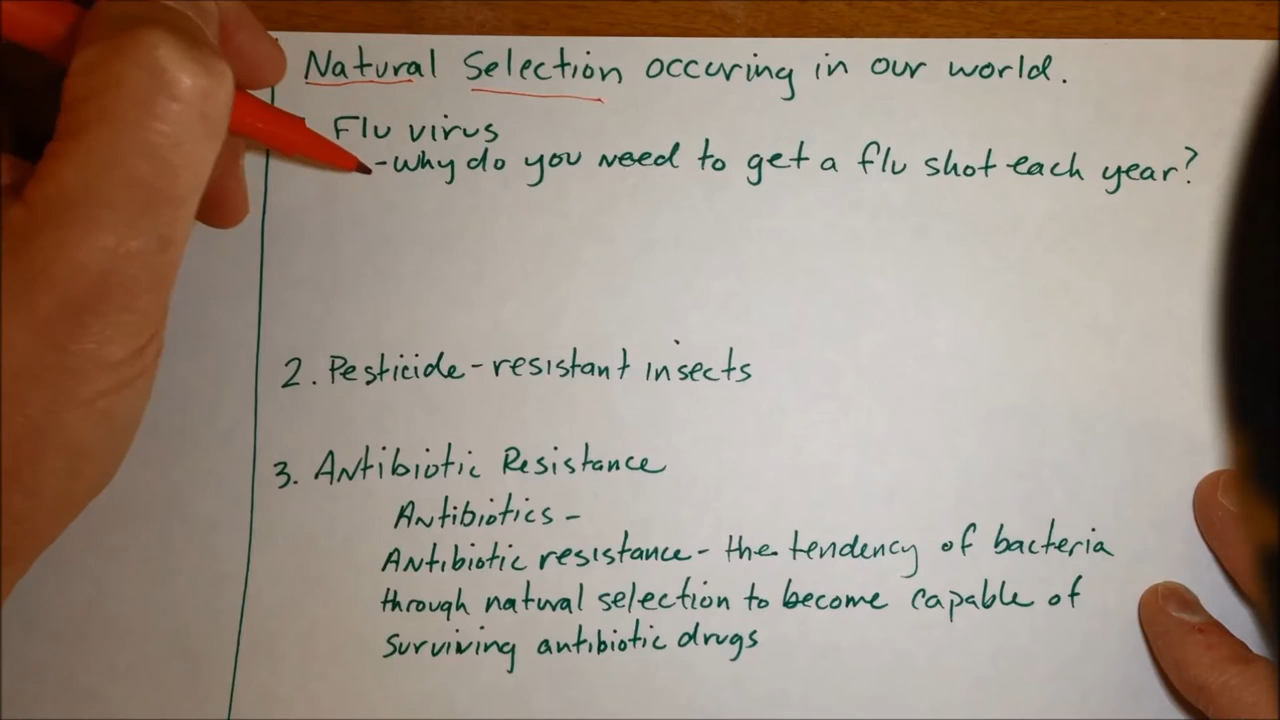 Natural Selection occuring in our world.
Flu virus
-why do you need to get a flu shot each year?
2. Pesticide-resistant insects
3. Antibiotic Resistance
Antibiotics -
Antibiotic resistance- the tendency of bacteria
through natural selection to become capable of
surviving antibiotic drugs